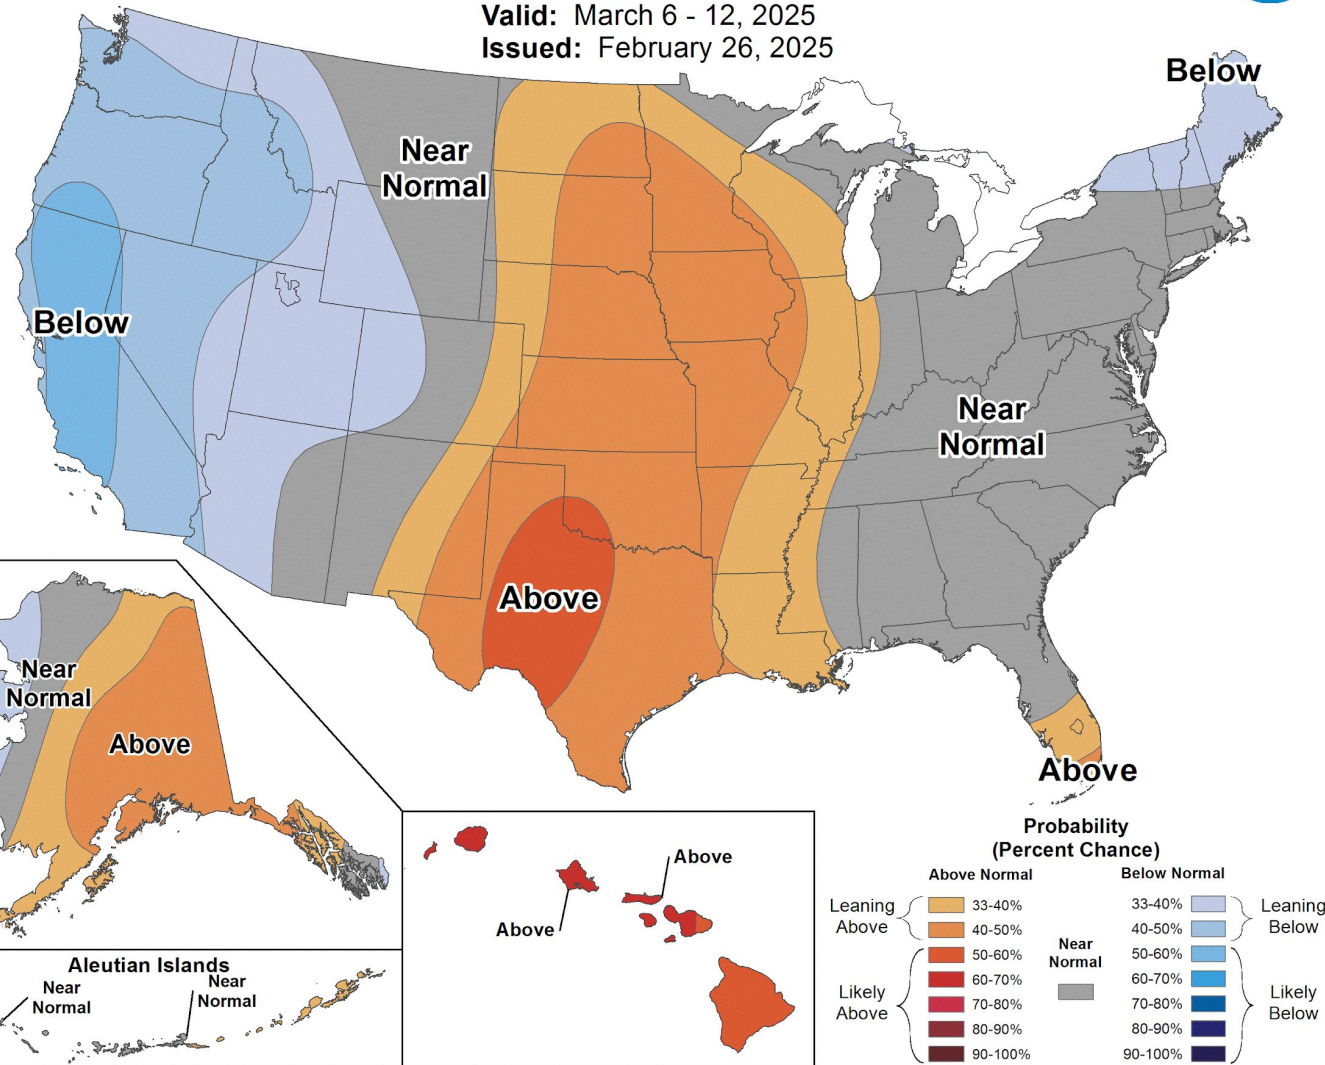 Valid: March 6 - 12, 2025
Issued: February 26, 2025
Below
Near
Normal
Below
Near
Normal
Above
Near
Normal
Above
Above
Above
Above
Aleutian Islands
Near
Normal
Near
Normal
Probability
(Percent Chance)
Above Normal
Below Normal
Leaning
Above
33-40%
40-50%
Likely
Above
50-60%
60-70%
70-80%
80-90%
90-100%
Near
Normal
33-40%
40-50%
Leaning
Below
50-60%
60-70%
70-80%
80-90%
90-100%
Likely
Below